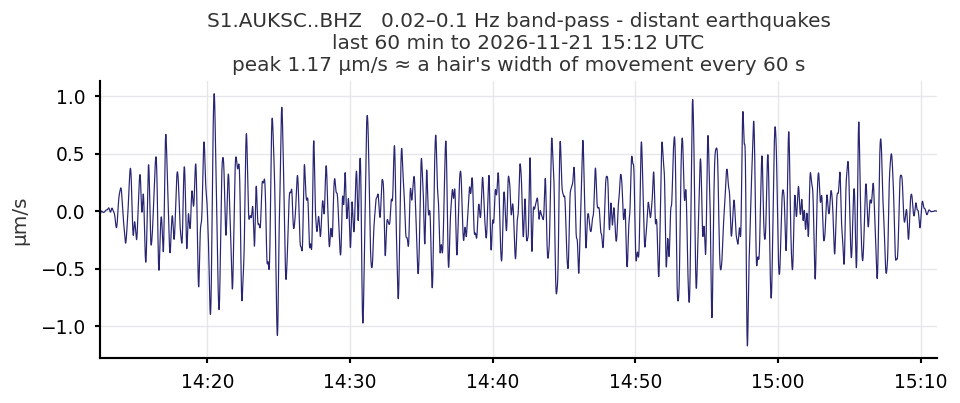 S1.AUKSC..BHZ   0.02–0.1 Hz band-pass - distant earthquakes
last 60 min to 2026-11-21 15:12 UTC
peak 1.17 µm/s ≈ a hair's width of movement every 60 s
1.0
0.5
0.0
−0.5
−1.0
µm/s
14:20 14:30 14:40 14:50 15:00 15:10